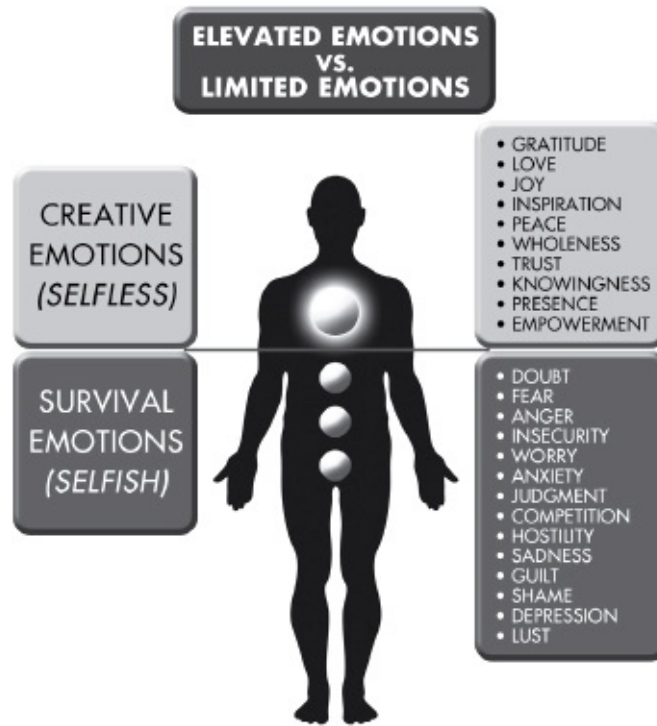 ELEVATED EMOTIONS
VS.
LIMITED EMOTIONS
CREATIVE
EMOTIONS
(SELFLESS)
• GRATITUDE
• LOVE
• JOY
• INSPIRATION
• PEACE
• WHOLENESS
• TRUST
• KNOWINGNESS
• PRESENCE
• EMPOWERMENT
SURVIVAL
EMOTIONS
(SELFISH)
• DOUBT
• FEAR
• ANGER
• INSECURITY
• WORRY
• ANXIETY
• JUDGMENT
• COMPETITION
• HOSTILITY
• SADNESS
• GUILT
• SHAME
• DEPRESSION
• LUST